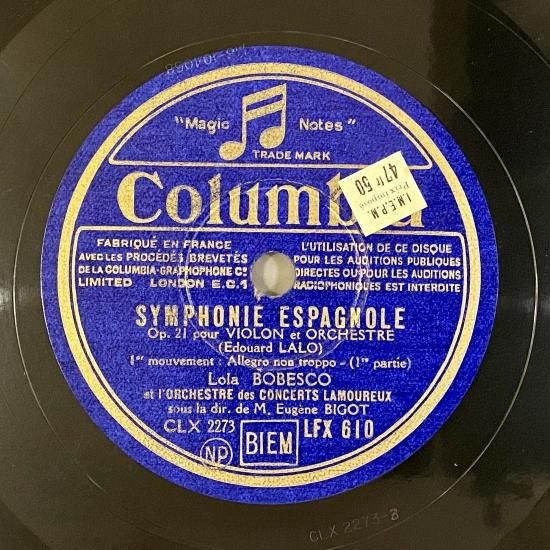 "Magic Notes"
TRADE MARK
Columbia
I.M.E.P.M.
Prix Imposé
47 fr 50
FABRIQUÉ EN FRANCE
AVEC LES PROCÉDÉS BREVETÉS
DE LA COLUMBIA-GRAPHOPHONE Cº
LIMITED LONDON E.C.1
L'UTILISATION DE CE DISQUE
POUR LES AUDITIONS PUBLIQUES
DIRECTES OU POUR LES AUDITIONS
RADIOPHONIQUES EST INTERDITE
SYMPHONIE ESPAGNOLE
Op. 21 pour VIOLON et ORCHESTRE
(Edouard LALO)
1er mouvement : Allegro non troppo - (1re partie)
Lola BOBESCO
et l'ORCHESTRE des CONCERTS LAMOUREUX
sous la dir. de M. Eugène BIGOT
CLX 2273 BIEM LFX 610
NP
CLX 2273-3